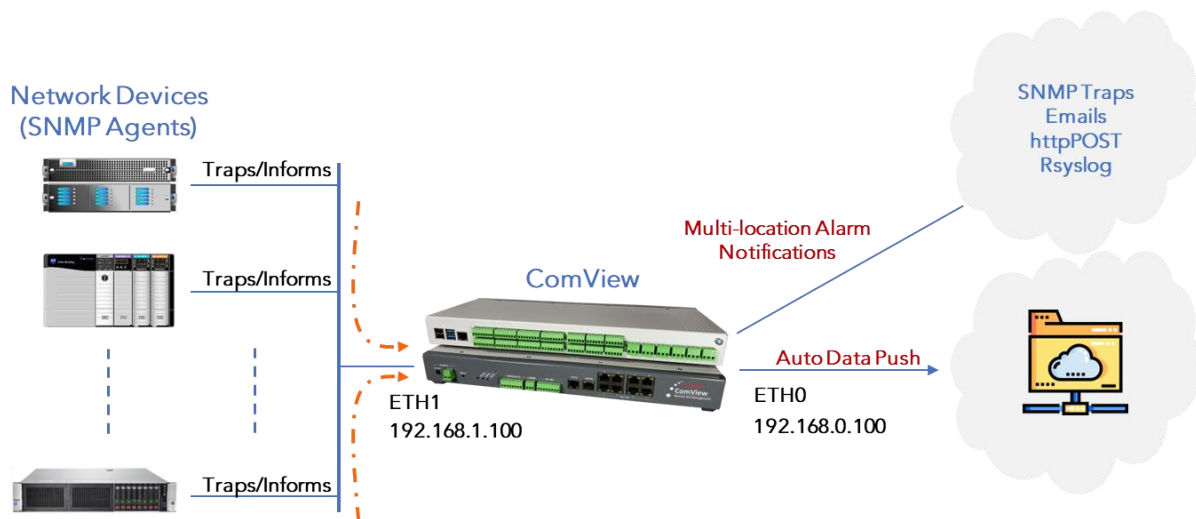 Network Devices
(SNMP Agents)
Traps/Informs
Traps/Informs
Traps/Informs
ComView
ETH1
192.168.1.100
ComView
ETH0
192.168.0.100
Multi-location Alarm
Notifications
Auto Data Push
SNMP Traps
Emails
httpPOST
Rsyslog